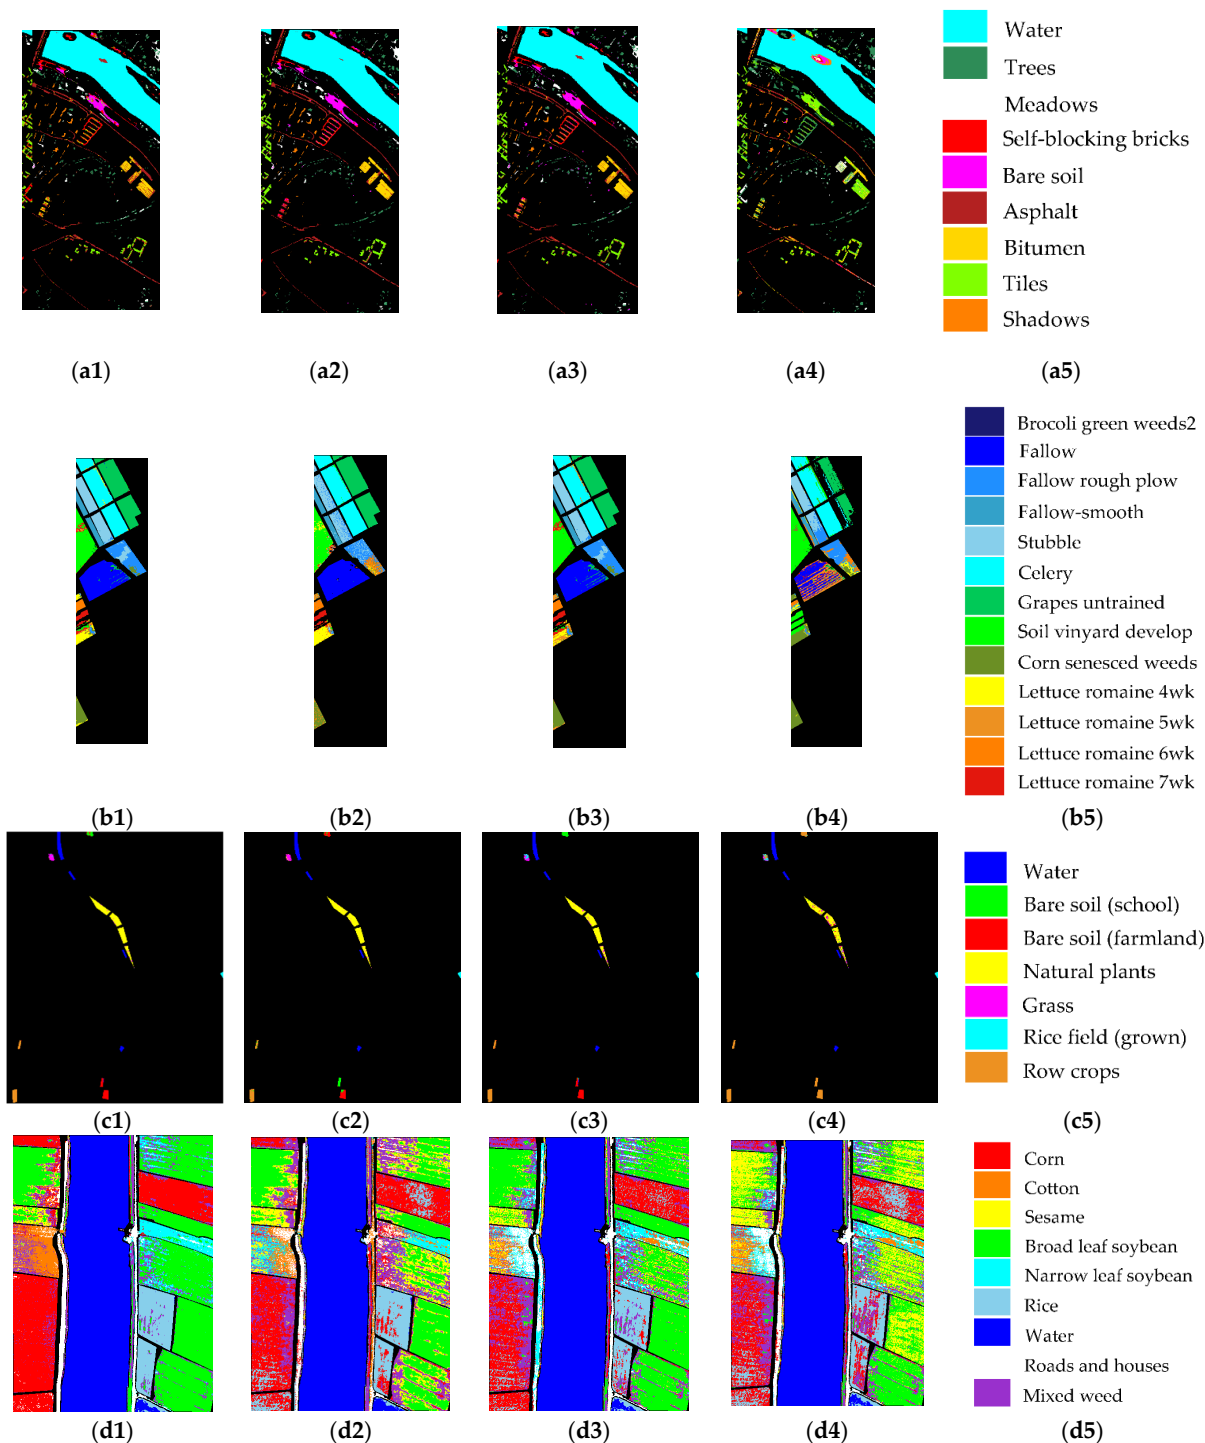 Water
Trees
Meadows
Self-blocking bricks
Bare soil
Asphalt
Bitumen
Tiles
Shadows
(a1) (a2) (a3) (a4) (a5)
Brocoli green weeds2
Fallow
Fallow rough plow
Fallow-smooth
Stubble
Celery
Grapes untrained
Soil vinyard develop
Corn senesced weeds
Lettuce romaine 4wk
Lettuce romaine 5wk
Lettuce romaine 6wk
Lettuce romaine 7wk
(b1) (b2) (b3) (b4) (b5)
Water
Bare soil (school)
Bare soil (farmland)
Natural plants
Grass
Rice field (grown)
Row crops
(c1) (c2) (c3) (c4) (c5)
Corn
Cotton
Sesame
Broad leaf soybean
Narrow leaf soybean
Rice
Water
Roads and houses
Mixed weed
(d1) (d2) (d3) (d4) (d5)